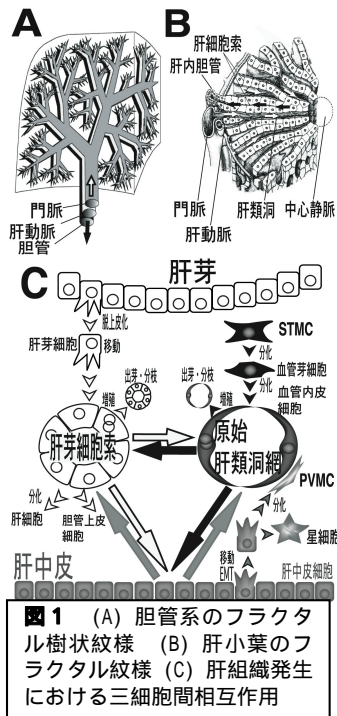 A
門脈
肝動脈
胆管
B
肝細胞索
肝内胆管
門脈
肝類洞
中心静脈
肝動脈
C
肝芽
脱上皮化
肝芽細胞
移動
出芽・分枝
増殖
肝芽細胞索
分化
肝細胞
胆管上皮
細胞
STMC
分化
血管芽細胞
分化
血管内皮
細胞
出芽・分枝
増殖
原始
肝類洞網
PVMC
分化
星細胞
移動
EMT
肝中皮
肝中皮細胞
図1 (A) 胆管系のフラクタ
ル樹状紋様 (B) 肝小葉のフ
ラクタル紋様 (C) 肝組織発生
における三細胞間相互作用